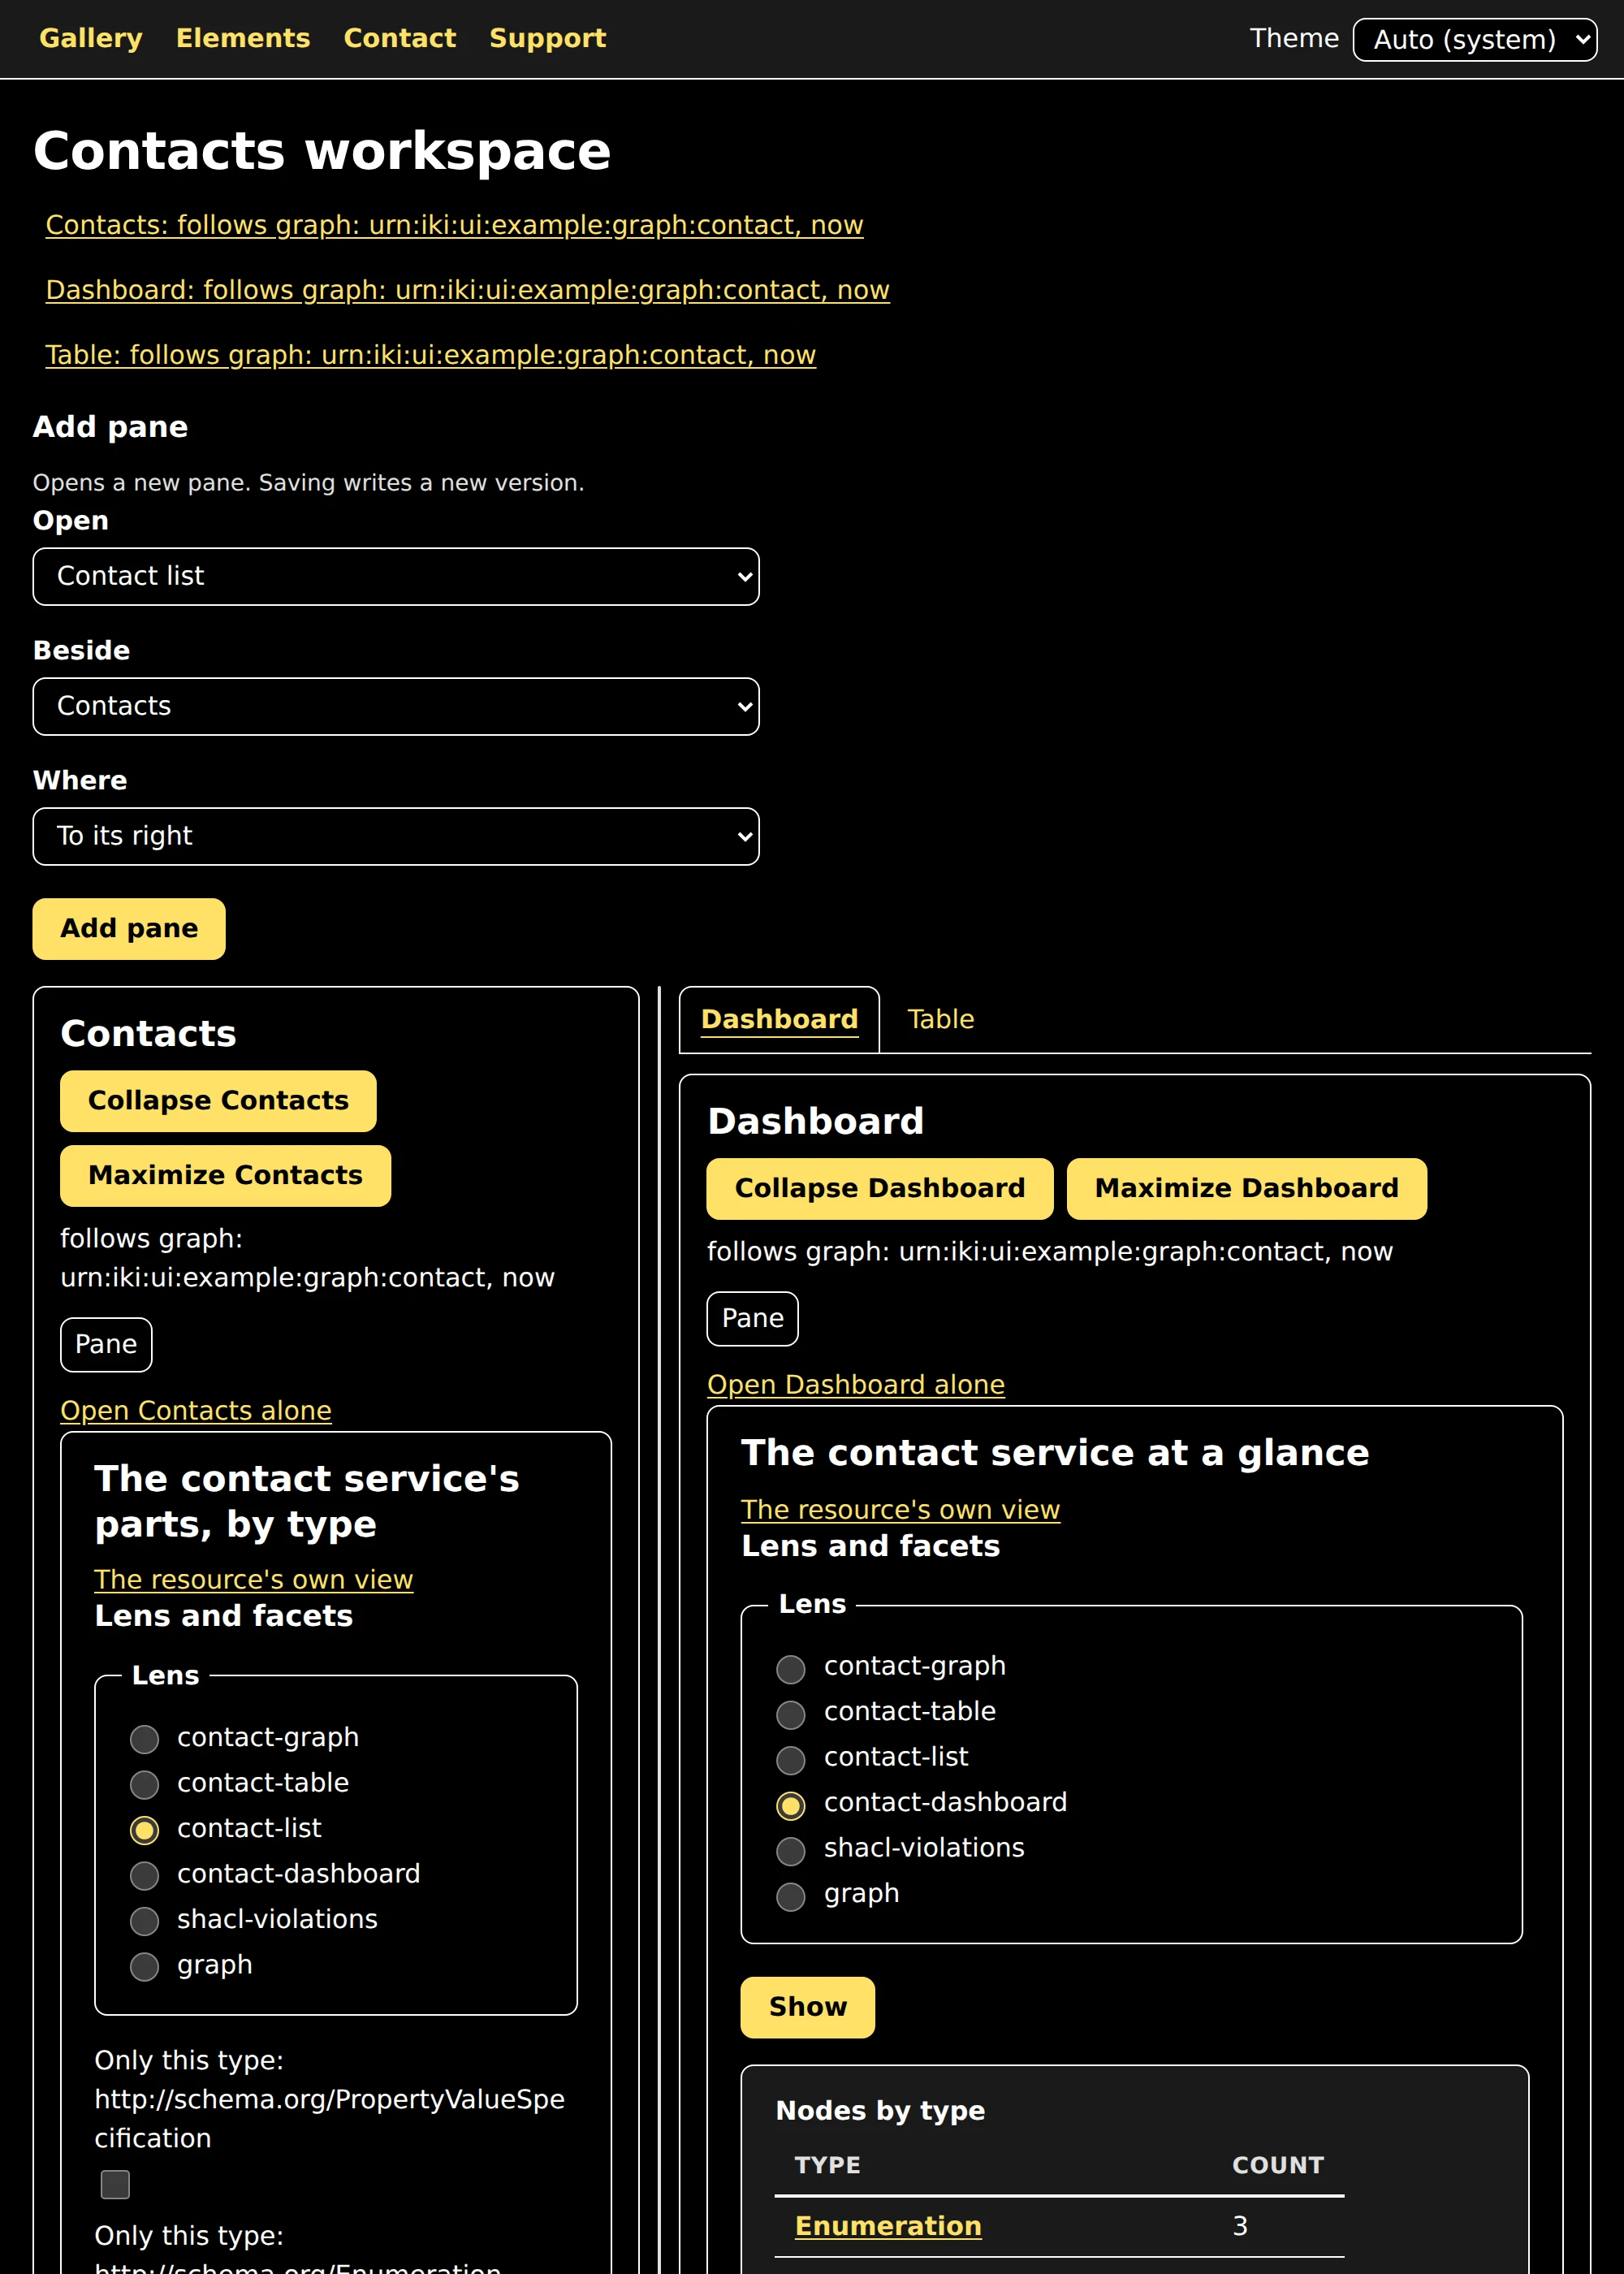 Gallery Elements Contact Support Theme Auto (system)
Contacts workspace
Contacts: follows graph: urn:iki:ui:example:graph:contact, now
Dashboard: follows graph: urn:iki:ui:example:graph:contact, now
Table: follows graph: urn:iki:ui:example:graph:contact, now
Add pane
Opens a new pane. Saving writes a new version.
Open
Contact list
Beside
Contacts
Where
To its right
Add pane
Contacts
Collapse Contacts
Maximize Contacts
follows graph:
urn:iki:ui:example:graph:contact, now
Pane
Open Contacts alone
The contact service's
parts, by type
The resource's own view
Lens and facets
Lens
contact-graph
contact-table
contact-list
contact-dashboard
shacl-violations
graph
Only this type:
http://schema.org/PropertyValueSpe
cification
Only this type:
http://schema.org/Enumeration
Dashboard Table
Dashboard
Collapse Dashboard Maximize Dashboard
follows graph: urn:iki:ui:example:graph:contact, now
Pane
Open Dashboard alone
The contact service at a glance
The resource's own view
Lens and facets
Lens
contact-graph
contact-table
contact-list
contact-dashboard
shacl-violations
graph
Show
Nodes by type
TYPE COUNT
Enumeration 3